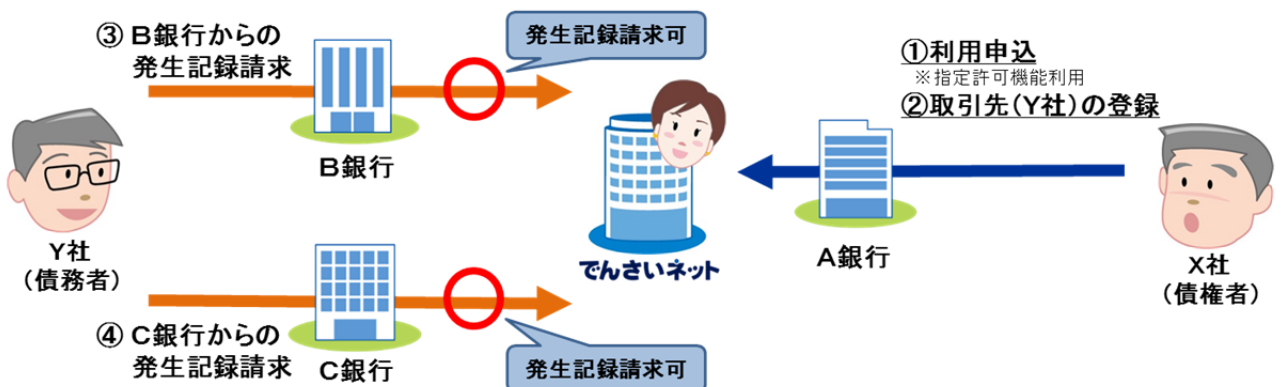 ③ B銀行からの
発生記録請求
発生記録請求可
B銀行
①利用申込
※指定許可機能利用
②取引先（Y社）の登録
Y社
（債務者）
でんさいネット
A銀行
X社
（債権者）
④ C銀行からの
発生記録請求
C銀行
発生記録請求可